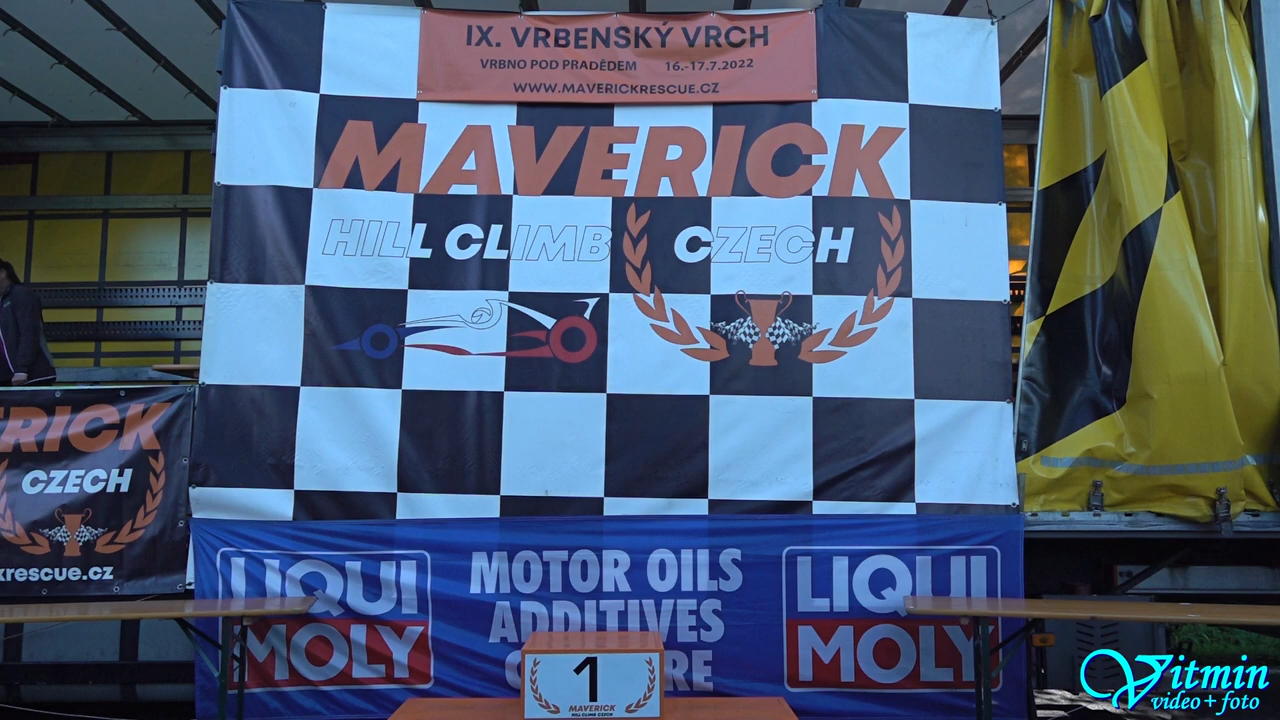 IX. VRBENSKÝ VRCH
VRBNO POD PRADĚDEM 16.-17.7.2022
WWW.MAVERICKRESCUE.CZ
MAVERICK
HILL CLIMB CZECH
ERICK
CZECH
krescue.cz
LIQUI
MOLY
MOTOR OILS
ADDITIVES
LIQUI
MOLY
1
MAVERICK
HILL CLIMB CZECH
Vitmin
video+foto